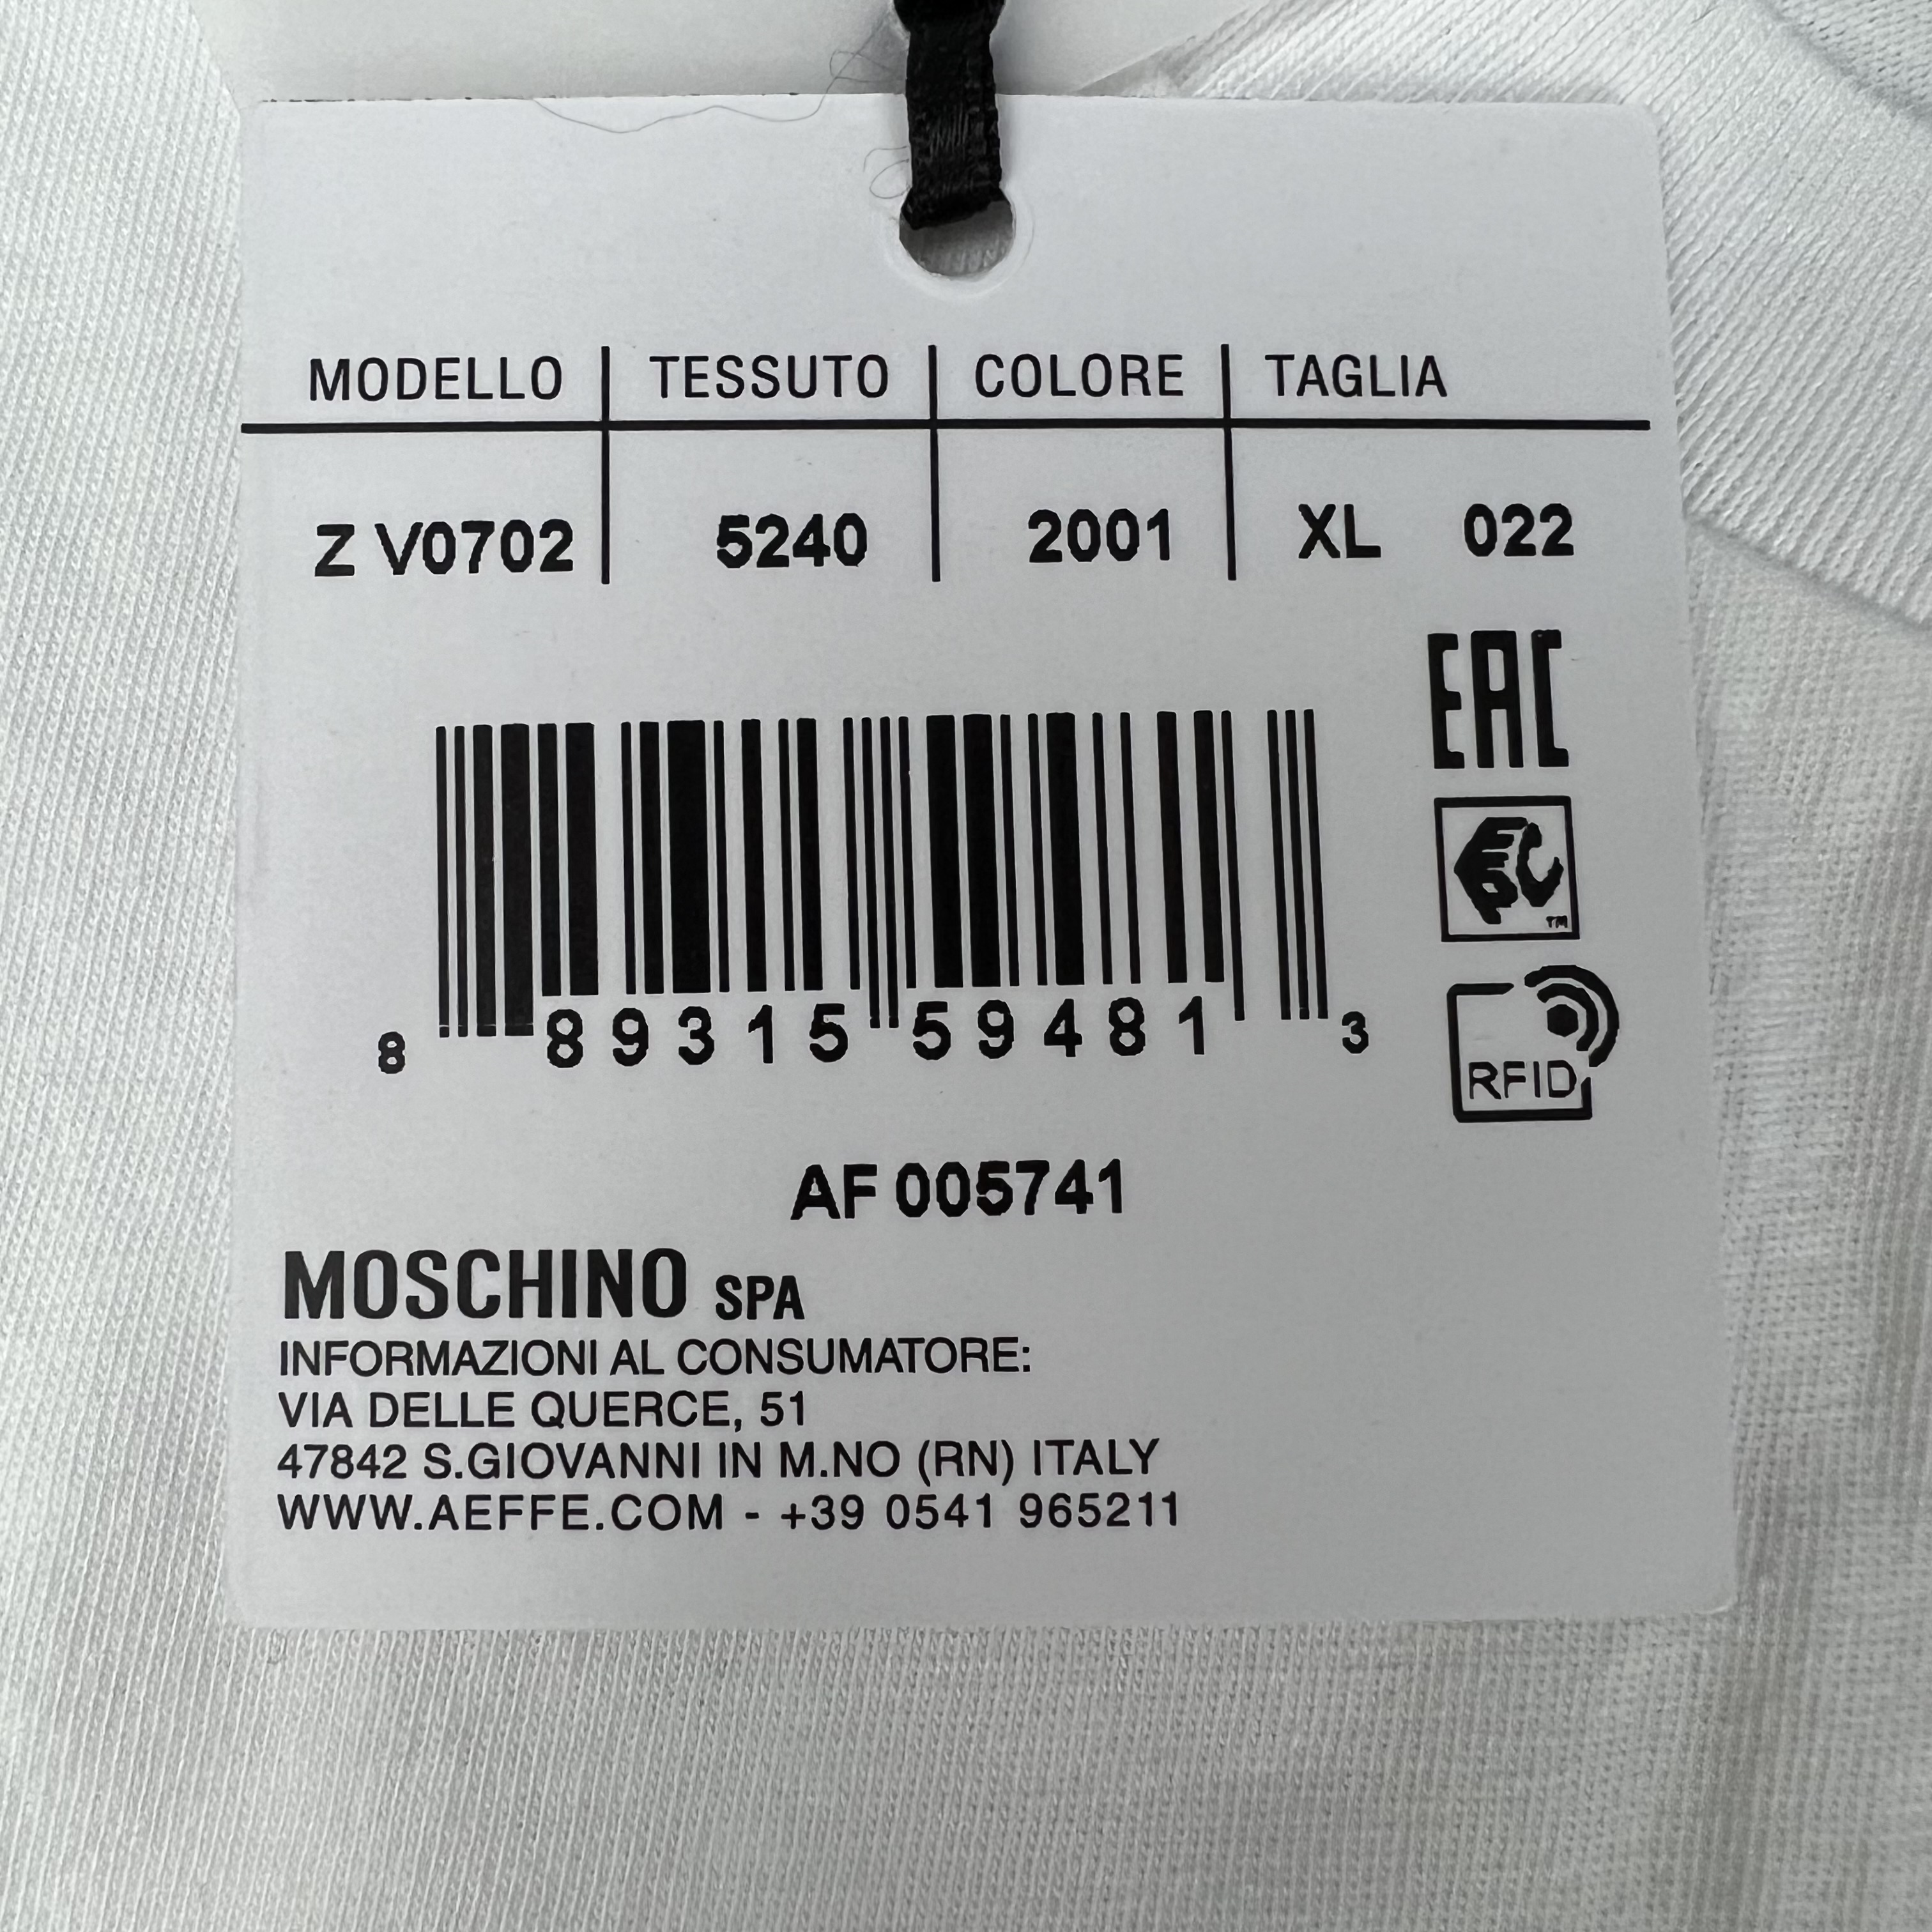 MODELLO TESSUTO COLORE TAGLIA
Z V0702 5240 2001 XL 022
EAC
EPC TM
8 89315 59481 3
RFID
AF 005741
MOSCHINO SPA
INFORMAZIONI AL CONSUMATORE:
VIA DELLE QUERCE, 51
47842 S.GIOVANNI IN M.NO (RN) ITALY
WWW.AEFFE.COM - +39 0541 965211